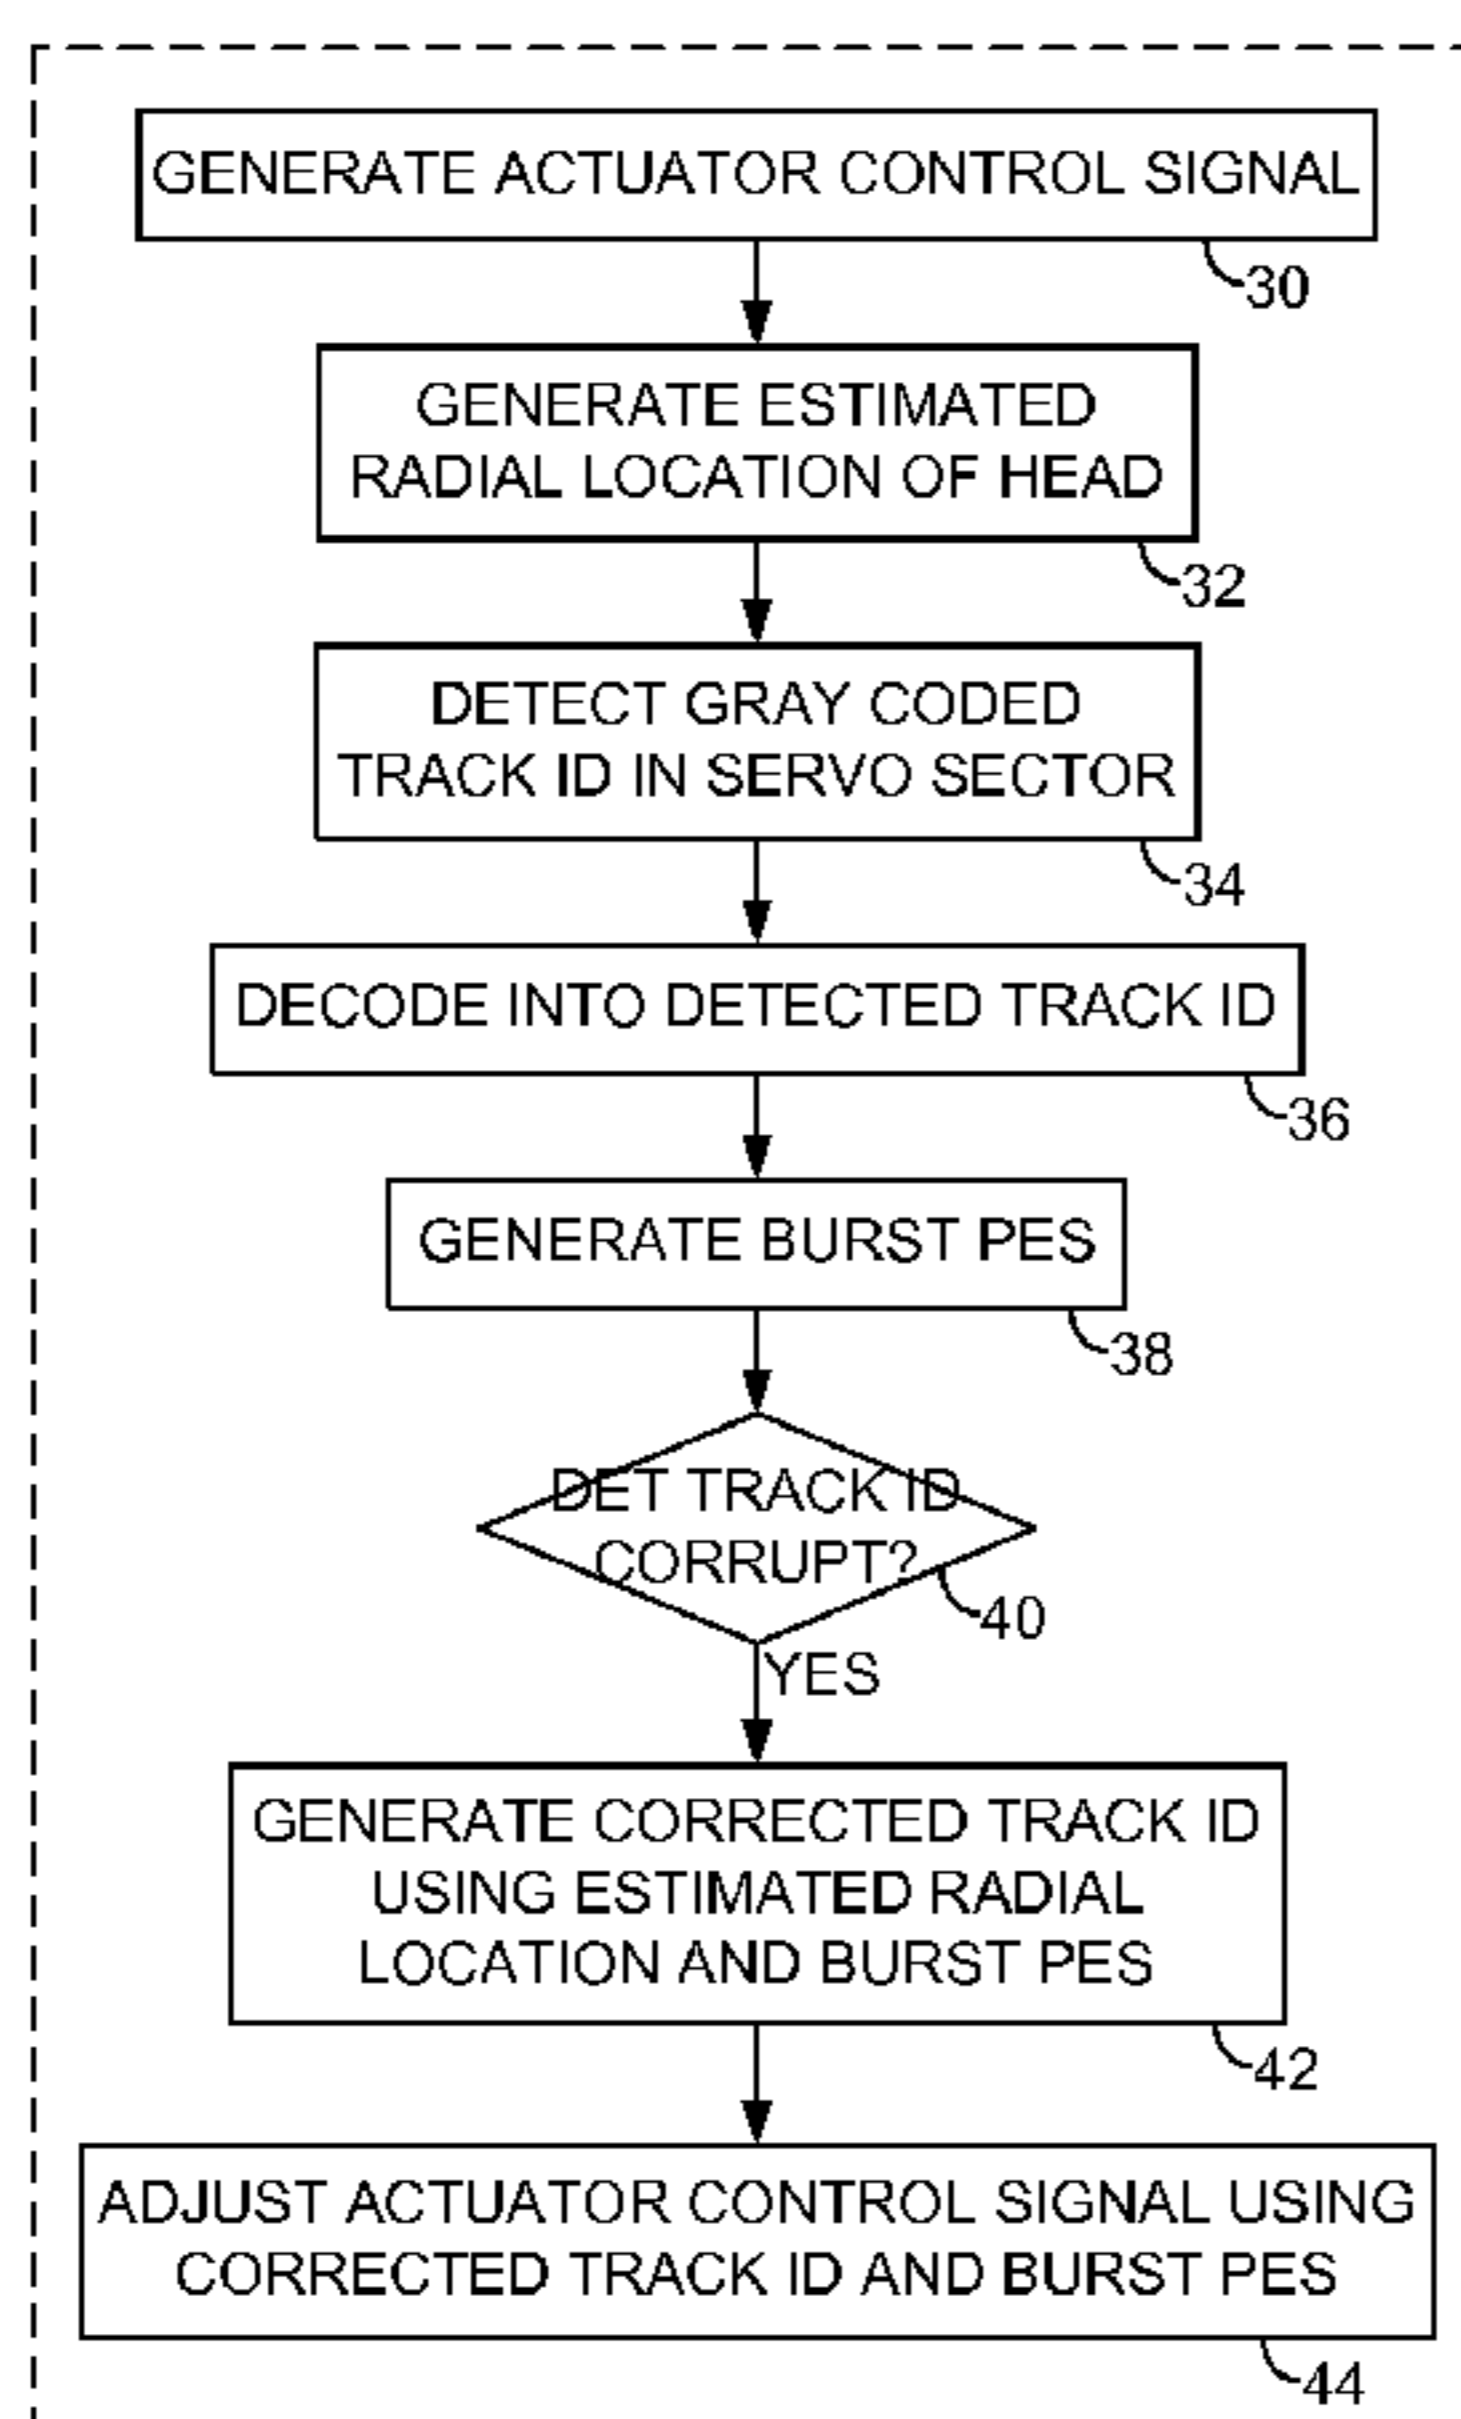 GENERATE ACTUATOR CONTROL SIGNAL
30
GENERATE ESTIMATED
RADIAL LOCATION OF HEAD
32
DETECT GRAY CODED
TRACK ID IN SERVO SECTOR
34
DECODE INTO DETECTED TRACK ID
36
GENERATE BURST PES
38
DET TRACK ID
CORRUPT?
40
YES
GENERATE CORRECTED TRACK ID
USING ESTIMATED RADIAL
LOCATION AND BURST PES
42
ADJUST ACTUATOR CONTROL SIGNAL USING
CORRECTED TRACK ID AND BURST PES
44